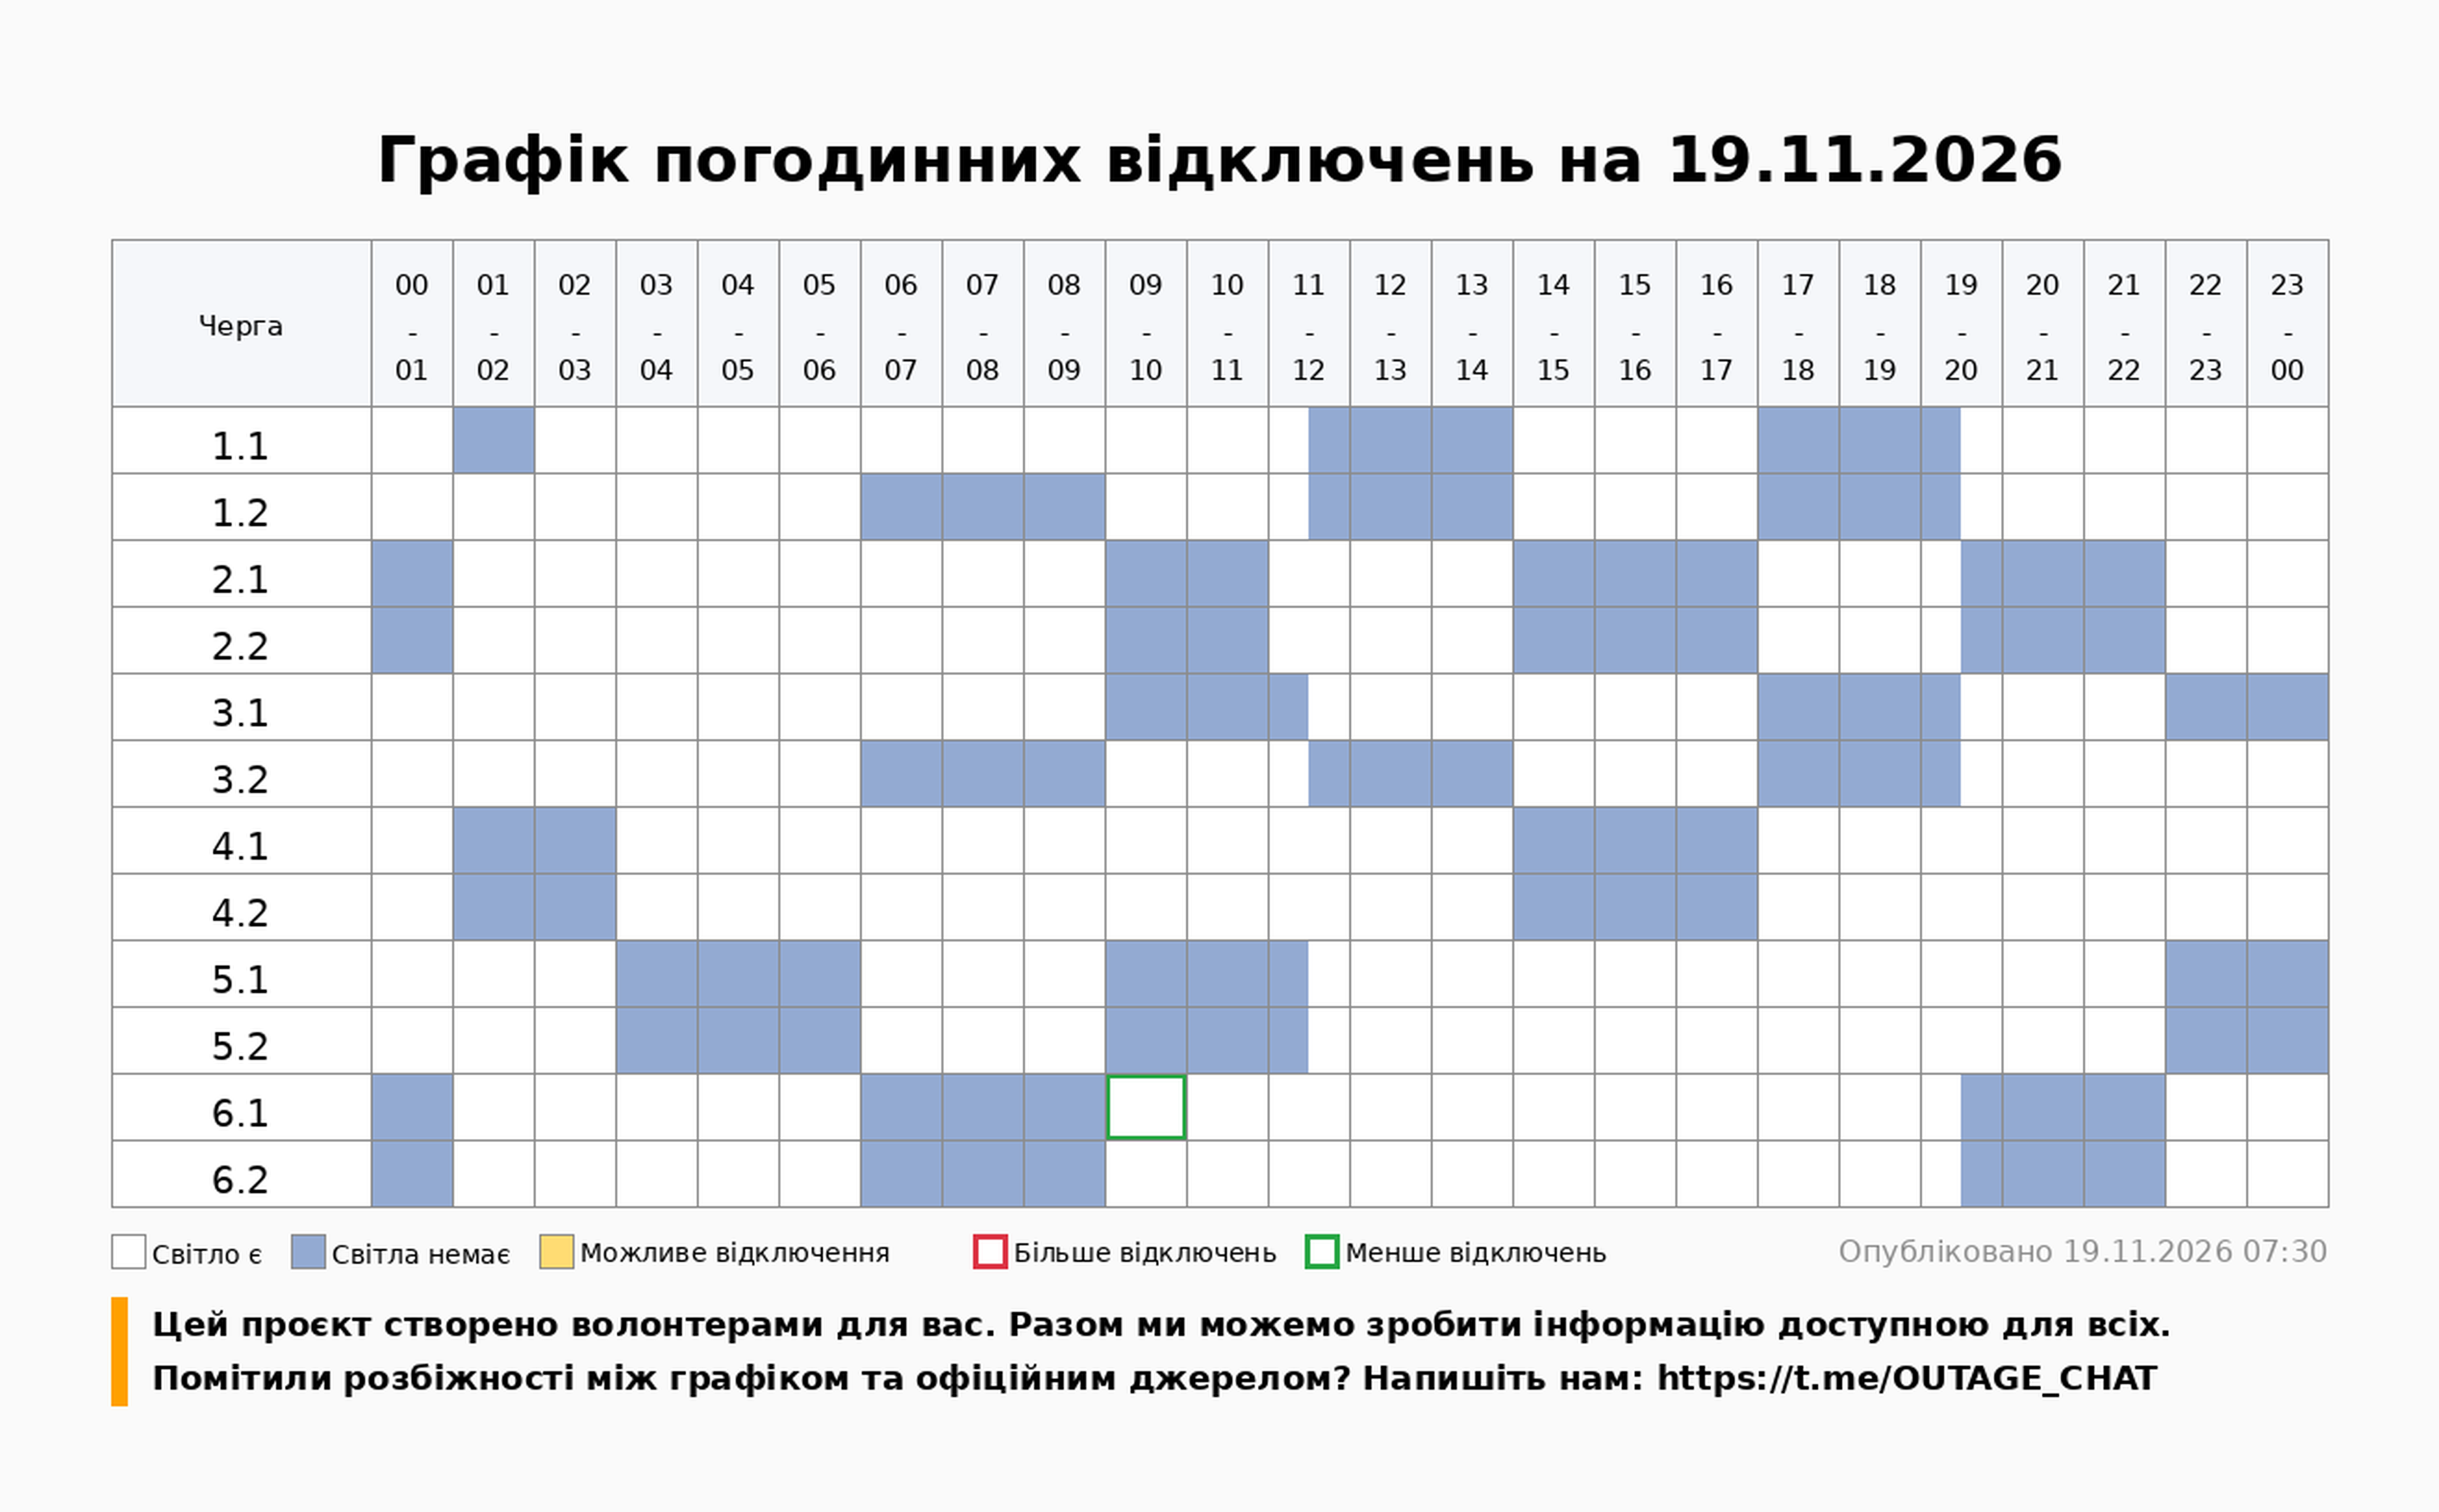 Графік погодинних відключень на 19.11.2026
Черга 00 - 01 01 - 02 02 - 03 03 - 04 04 - 05 05 - 06 06 - 07 07 - 08 08 - 09 09 - 10 10 - 11 11 - 12 12 - 13 13 - 14 14 - 15 15 - 16 16 - 17 17 - 18 18 - 19 19 - 20 20 - 21 21 - 22 22 - 23 23 - 00
1.1
1.2
2.1
2.2
3.1
3.2
4.1
4.2
5.1
5.2
6.1
6.2
Світло є Світла немає Можливе відключення Більше відключень Менше відключень Опубліковано 19.11.2026 07:30
Цей проєкт створено волонтерами для вас. Разом ми можемо зробити інформацію доступною для всіх.
Помітили розбіжності між графіком та офіційним джерелом? Напишіть нам: https://t.me/OUTAGE_CHAT